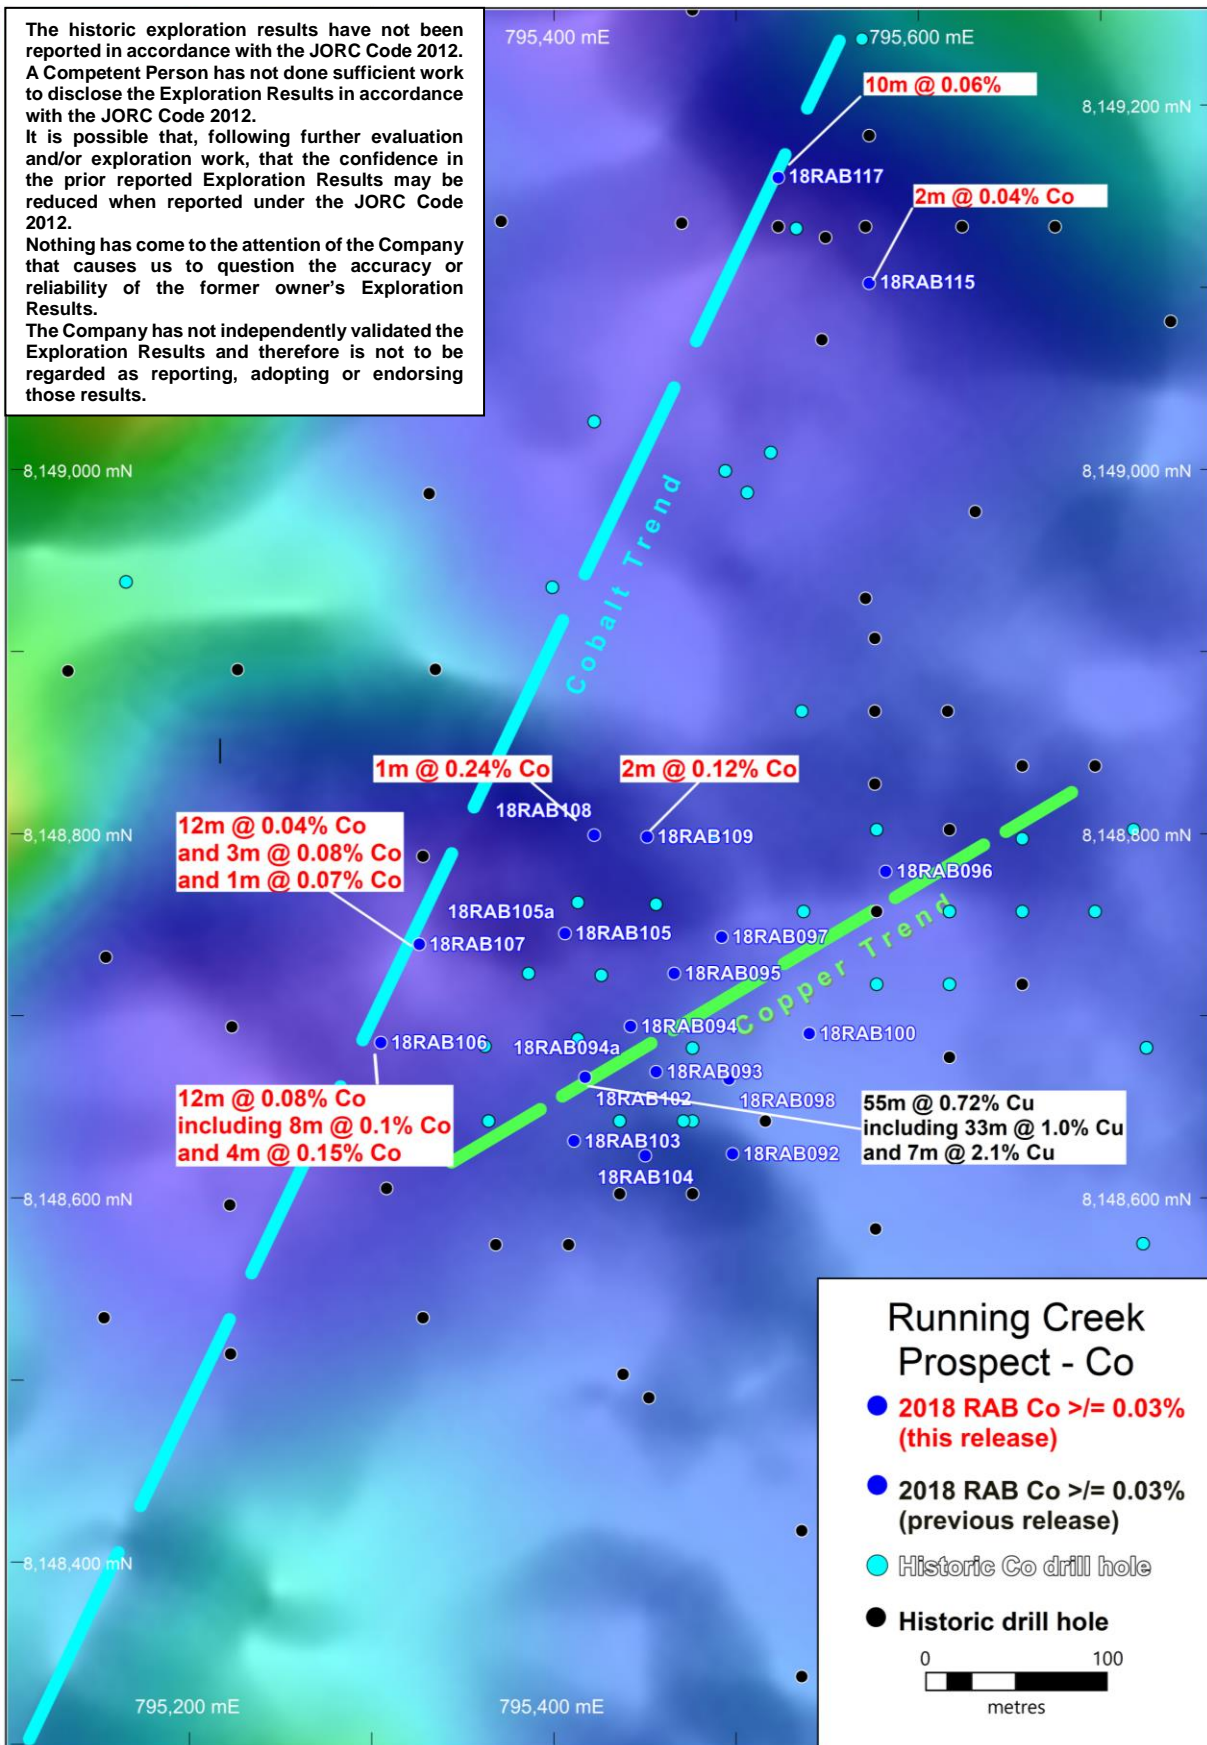 The historic exploration results have not been
reported in accordance with the JORC Code 2012.
A Competent Person has not done sufficient work
to disclose the Exploration Results in accordance
with the JORC Code 2012.
It is possible that, following further evaluation
and/or exploration work, that the confidence in
the prior reported Exploration Results may be
reduced when reported under the JORC Code
2012.
Nothing has come to the attention of the Company
that causes us to question the accuracy or
reliability of the former owner's Exploration
Results.
The Company has not independently validated the
Exploration Results and therefore is not to be
regarded as reporting, adopting or endorsing
those results.
795,400 mE
795,600 mE
10m @ 0.06%
8,149,200 mN
18RAB117
2m @ 0.04% Co
18RAB115
8,149,000 mN
8,149,000 mN
Cobalt Trend
1m @ 0.24% Co
2m @ 0.12% Co
18RAB108
18RAB109
8,148,800 mN
8,148,800 mN
12m @ 0.04% Co
and 3m @ 0.08% Co
and 1m @ 0.07% Co
18RAB096
18RAB105a
18RAB105
18RAB107
18RAB097
18RAB095
Copper Trend
18RAB094
18RAB100
18RAB106
18RAB094a
18RAB093
18RAB102
18RAB098
12m @ 0.08% Co
including 8m @ 0.1% Co
and 4m @ 0.15% Co
55m @ 0.72% Cu
including 33m @ 1.0% Cu
and 7m @ 2.1% Cu
18RAB103
18RAB092
18RAB104
8,148,600 mN
8,148,600 mN
8,148,400 mN
795,200 mE
795,400 mE
Running Creek
Prospect - Co
2018 RAB Co >/= 0.03%
(this release)
2018 RAB Co >/= 0.03%
(previous release)
Historic Co drill hole
Historic drill hole
0 100
metres